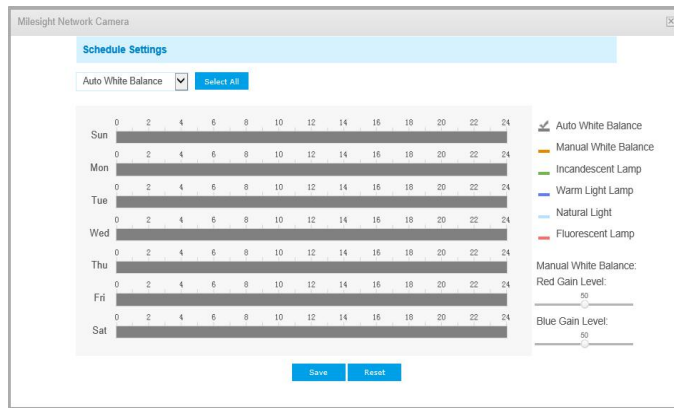 Milesight Network Camera
Schedule Settings
Auto White Balance Select All
0 2 4 6 8 10 12 14 16 18 20 22 24
Sun
0 2 4 6 8 10 12 14 16 18 20 22 24
Mon
0 2 4 6 8 10 12 14 16 18 20 22 24
Tue
0 2 4 6 8 10 12 14 16 18 20 22 24
Wed
0 2 4 6 8 10 12 14 16 18 20 22 24
Thu
0 2 4 6 8 10 12 14 16 18 20 22 24
Fri
0 2 4 6 8 10 12 14 16 18 20 22 24
Sat
Auto White Balance
Manual White Balance
Incandescent Lamp
Warm Light Lamp
Natural Light
Fluorescent Lamp
Manual White Balance:
Red Gain Level:
50
Blue Gain Level:
50
Save Reset